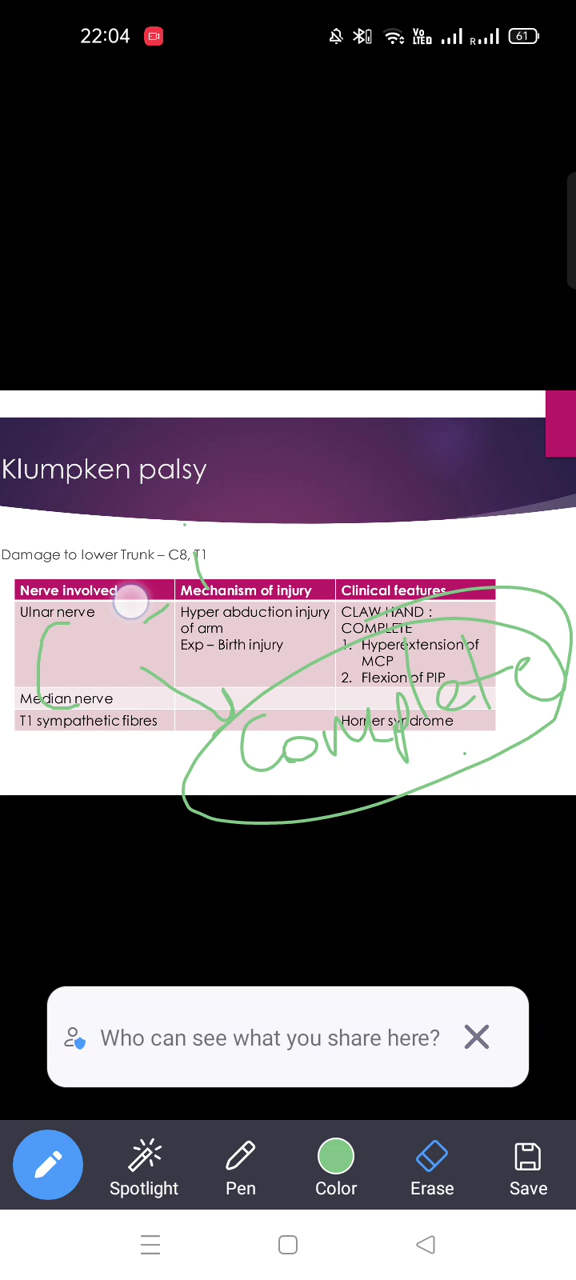 22:04
Vo
LTED
R
61
Klumpken palsy
Damage to lower Trunk – C8, T1
Nerve involved
Mechanism of injury
Clinical features
Ulnar nerve
Hyper abduction injury
of arm
Exp – Birth injury
CLAW HAND :
COMPLETE
1. Hyperextension of
MCP
2. Flexion of PIP
Median nerve
T1 sympathetic fibres
Horner syndrome
Complete
Who can see what you share here?
Spotlight
Pen
Color
Erase
Save